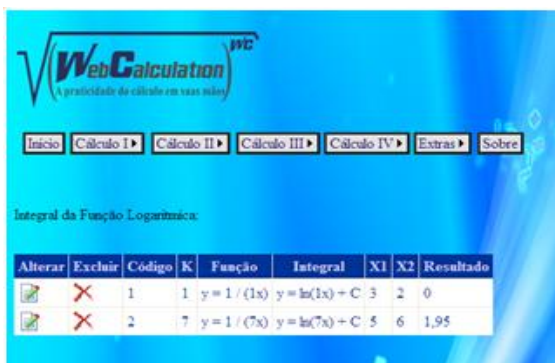 WebCalculation WC
A praticidade do cálculo em suas mãos
Início Cálculo I Cálculo II Cálculo III Cálculo IV Extras Sobre
Integral da Função Logarítmica:
Alterar Excluir Código K Função Integral X1 X2 Resultado
1 1 y = 1 / (1x) y = ln(1x) + C 3 2 0
2 7 y = 1 / (7x) y = ln(7x) + C 5 6 1,95